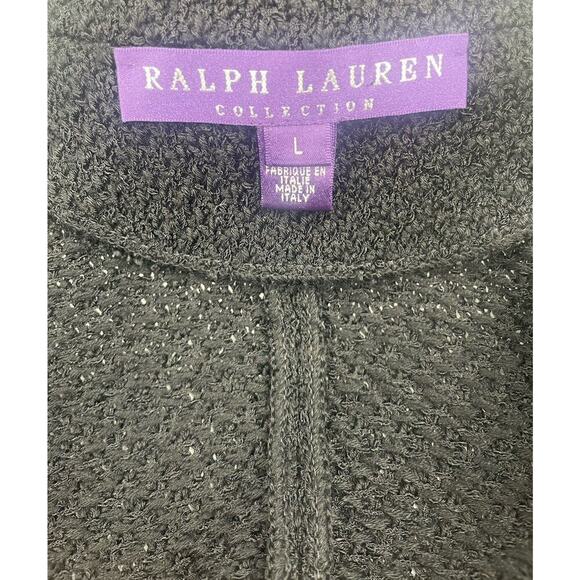 RALPH LAUREN
COLLECTION
L
FABRIQUE EN
ITALIE
MADE IN
ITALY